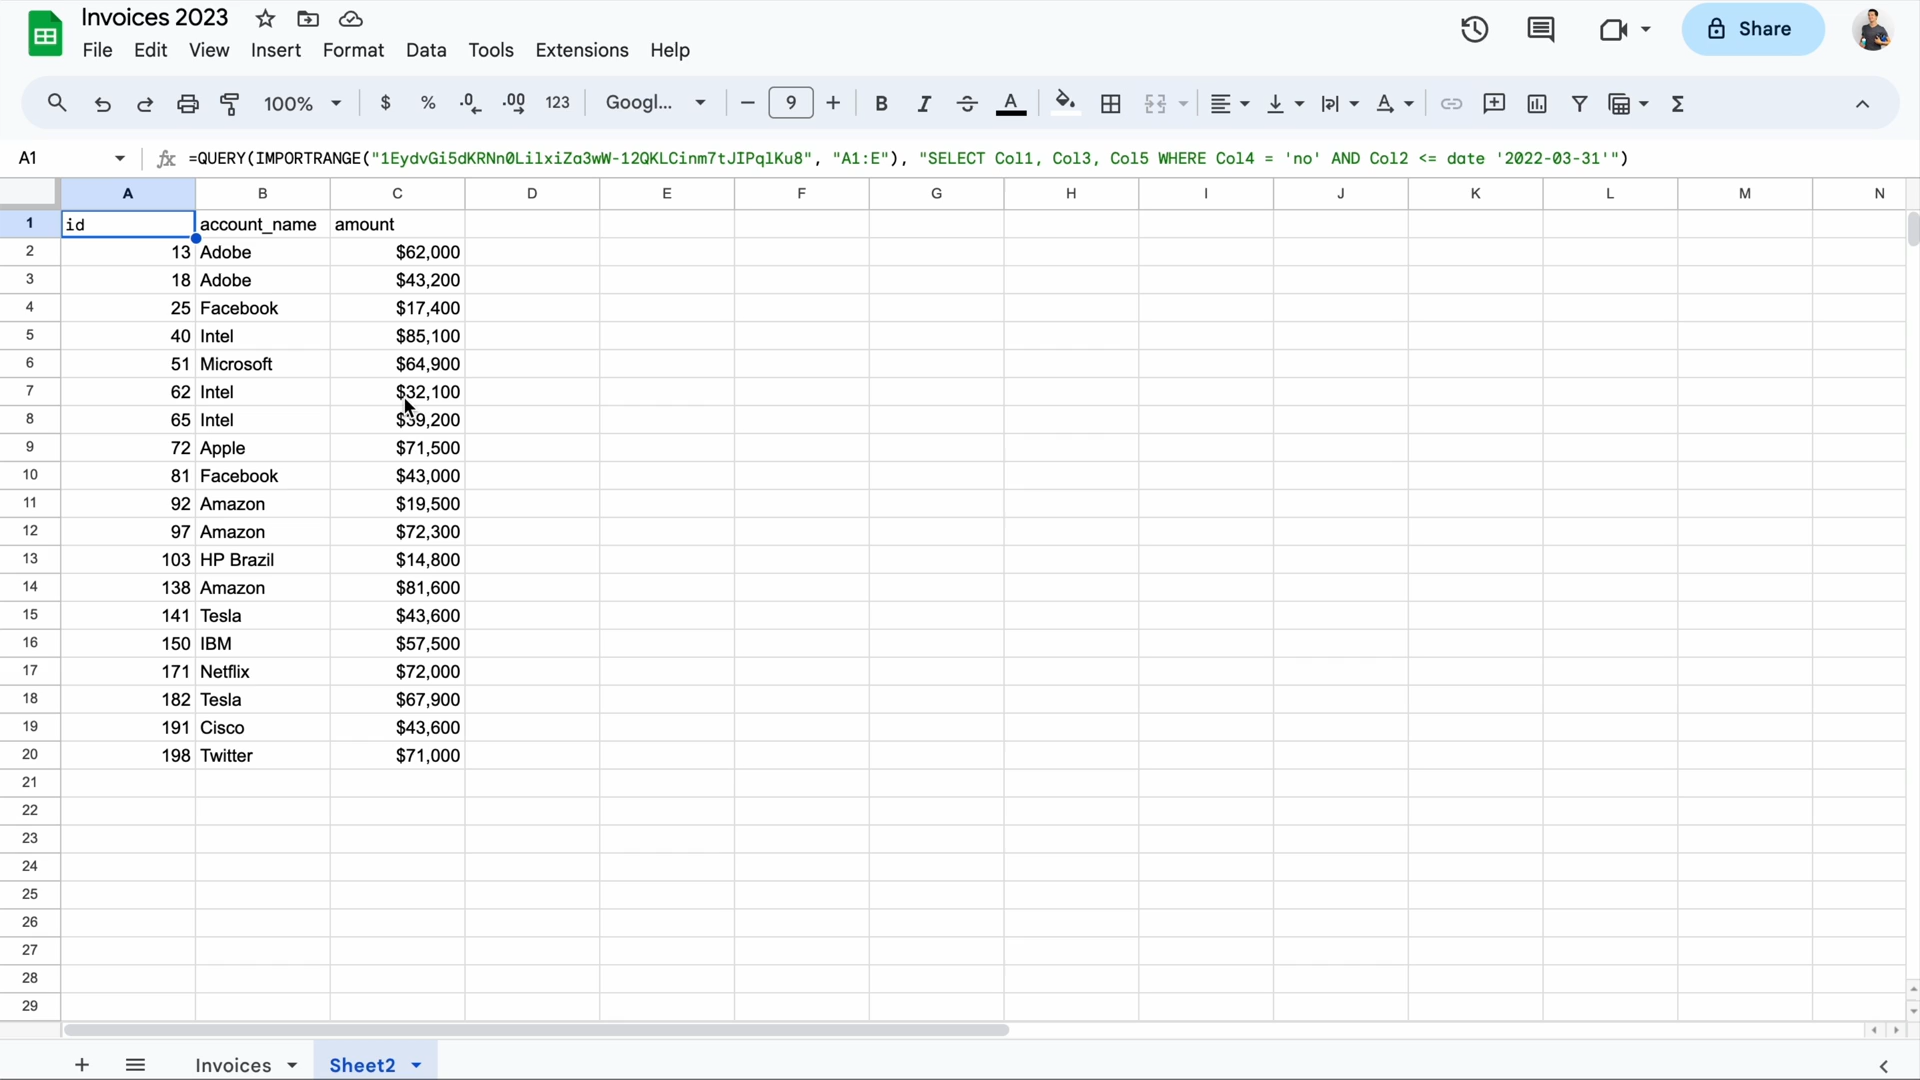 Invoices 2023
File Edit View Insert Format Data Tools Extensions Help
Share
100% $ % .0 .00 123 Googl... 9 B I A
A1 fx =QUERY(IMPORTRANGE("1EydvGi5dKRNn0LilxiZa3wW-12QKLCinm7tJIPqlKu8", "A1:E"), "SELECT Col1, Col3, Col5 WHERE Col4 = 'no' AND Col2 <= date '2022-03-31'")
A B C D E F G H I J K L M N
1 id account_name amount
2 13 Adobe $62,000
3 18 Adobe $43,200
4 25 Facebook $17,400
5 40 Intel $85,100
6 51 Microsoft $64,900
7 62 Intel $32,100
8 65 Intel $39,200
9 72 Apple $71,500
10 81 Facebook $43,000
11 92 Amazon $19,500
12 97 Amazon $72,300
13 103 HP Brazil $14,800
14 138 Amazon $81,600
15 141 Tesla $43,600
16 150 IBM $57,500
17 171 Netflix $72,000
18 182 Tesla $67,900
19 191 Cisco $43,600
20 198 Twitter $71,000
21
22
23
24
25
26
27
28
29
Invoices Sheet2